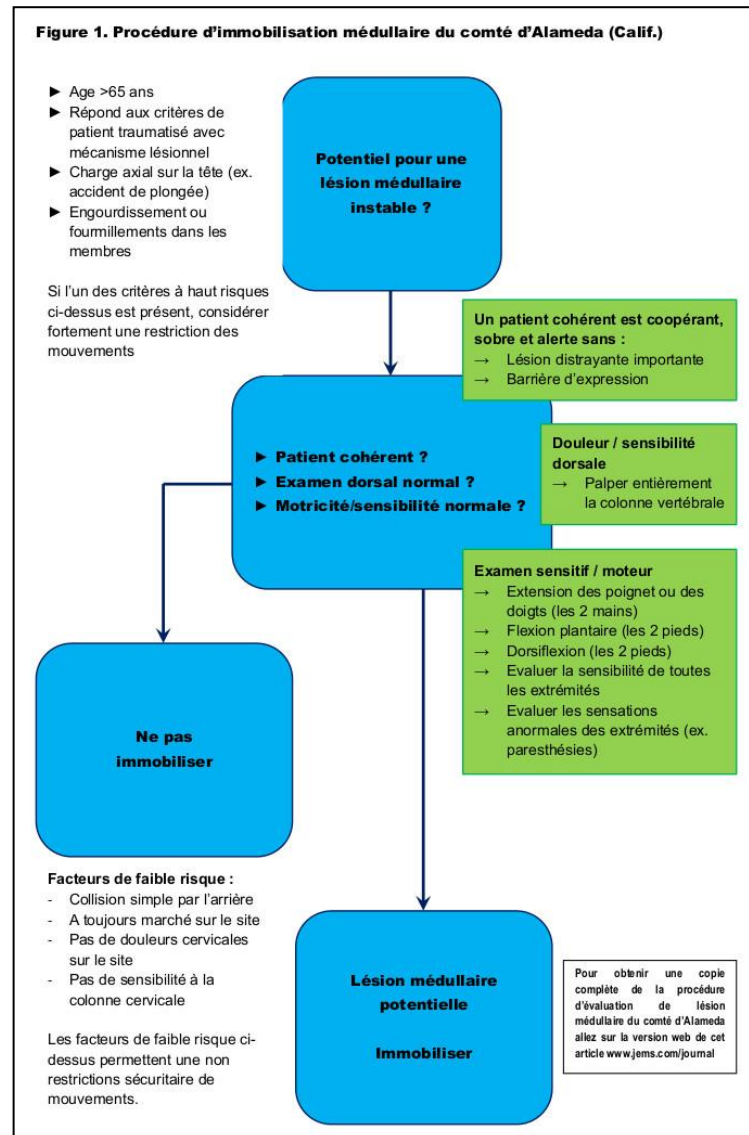 Figure 1. Procédure d'immobilisation médullaire du comté d'Alameda (Calif.)
► Age >65 ans
► Répond aux critères de
patient traumatisé avec
mécanisme lésionnel
► Charge axial sur la tête (ex.
accident de plongée)
► Engourdissement ou
fourmillements dans les
membres
Si l'un des critères à haut risques
ci-dessus est présent, considérer
fortement une restriction des
mouvements
Potentiel pour une
lésion médullaire
instable ?
Un patient cohérent est coopérant,
sobre et alerte sans :
→ Lésion distrayante importante
→ Barrière d'expression
► Patient cohérent ?
► Examen dorsal normal ?
► Motricité/sensibilité normale ?
Douleur / sensibilité
dorsale
→ Palper entièrement
la colonne vertébrale
Examen sensitif / moteur
→ Extension des poignet ou des
doigts (les 2 mains)
→ Flexion plantaire (les 2 pieds)
→ Dorsiflexion (les 2 pieds)
→ Evaluer la sensibilité de toutes
les extrémités
→ Evaluer les sensations
anormales des extrémités (ex.
paresthésies)
Ne pas
immobiliser
Facteurs de faible risque :
- Collision simple par l'arrière
- A toujours marché sur le site
- Pas de douleurs cervicales
sur le site
- Pas de sensibilité à la
colonne cervicale
Les facteurs de faible risque ci-
dessus permettent une non
restrictions sécuritaire de
mouvements.
Lésion médullaire
potentielle
Immobiliser
Pour obtenir une copie
complète de la procédure
d'évaluation de lésion
médullaire du comté d'Alameda
allez sur la version web de cet
article www.jems.com/journal